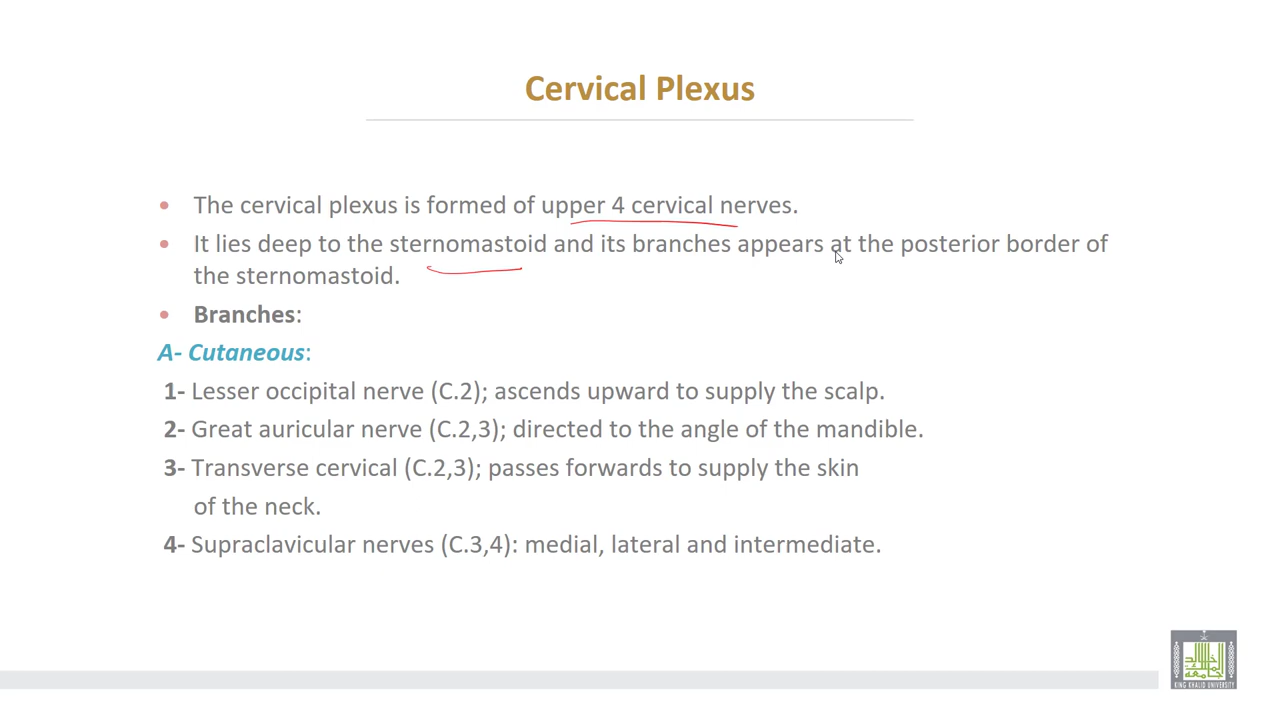 Cervical Plexus
• The cervical plexus is formed of upper 4 cervical nerves.
• It lies deep to the sternomastoid and its branches appears at the posterior border of
the sternomastoid.
• Branches:
A- Cutaneous:
1- Lesser occipital nerve (C.2); ascends upward to supply the scalp.
2- Great auricular nerve (C.2,3); directed to the angle of the mandible.
3- Transverse cervical (C.2,3); passes forwards to supply the skin
of the neck.
4- Supraclavicular nerves (C.3,4): medial, lateral and intermediate.
KING KHALID UNIVERSITY